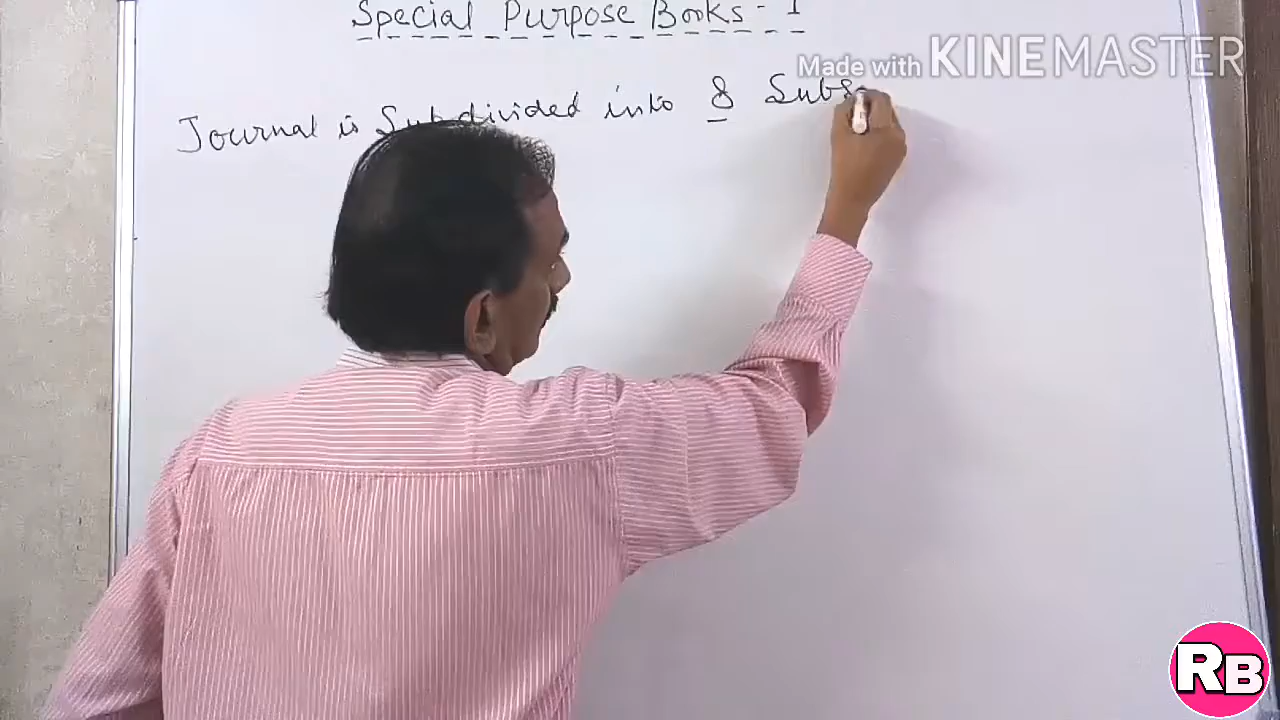 Special Purpose Books - I
Made with KINEMASTER
Journal is Subdivided into 8 Subs
RB